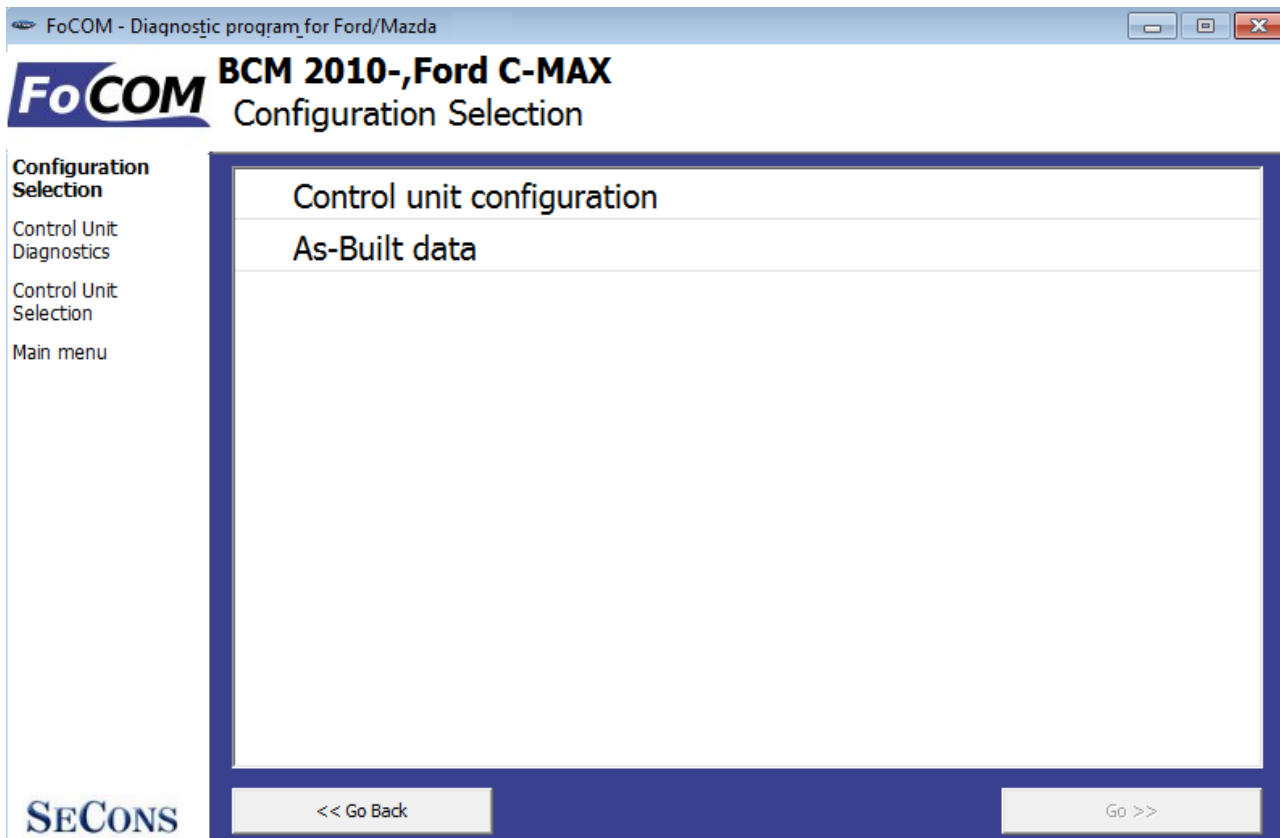 FoCOM - Diagnostic program for Ford/Mazda
FoCOM
BCM 2010-,Ford C-MAX
Configuration Selection
Configuration
Selection
Control Unit
Diagnostics
Control Unit
Selection
Main menu
Control unit configuration
As-Built data
SECONS
<< Go Back
Go >>